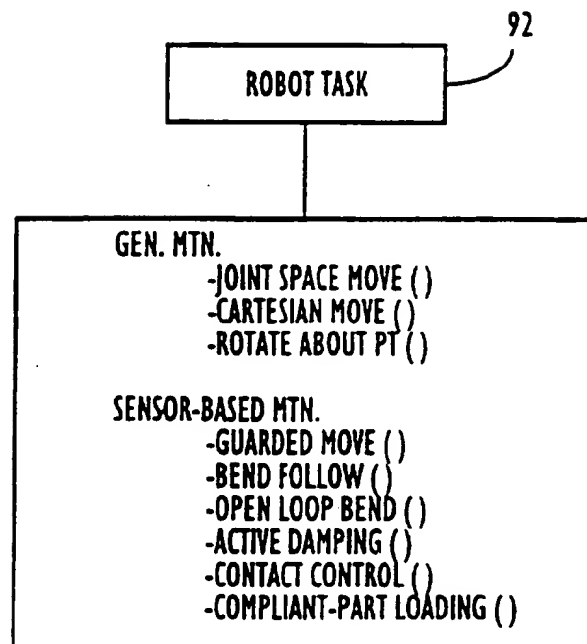 92
ROBOT TASK
GEN. MTN.
-JOINT SPACE MOVE ( )
-CARTESIAN MOVE ( )
-ROTATE ABOUT PT ( )
SENSOR-BASED MTN.
-GUARDED MOVE ( )
-BEND FOLLOW ( )
-OPEN LOOP BEND ( )
-ACTIVE DAMPING ( )
-CONTACT CONTROL ( )
-COMPLIANT-PART LOADING ( )